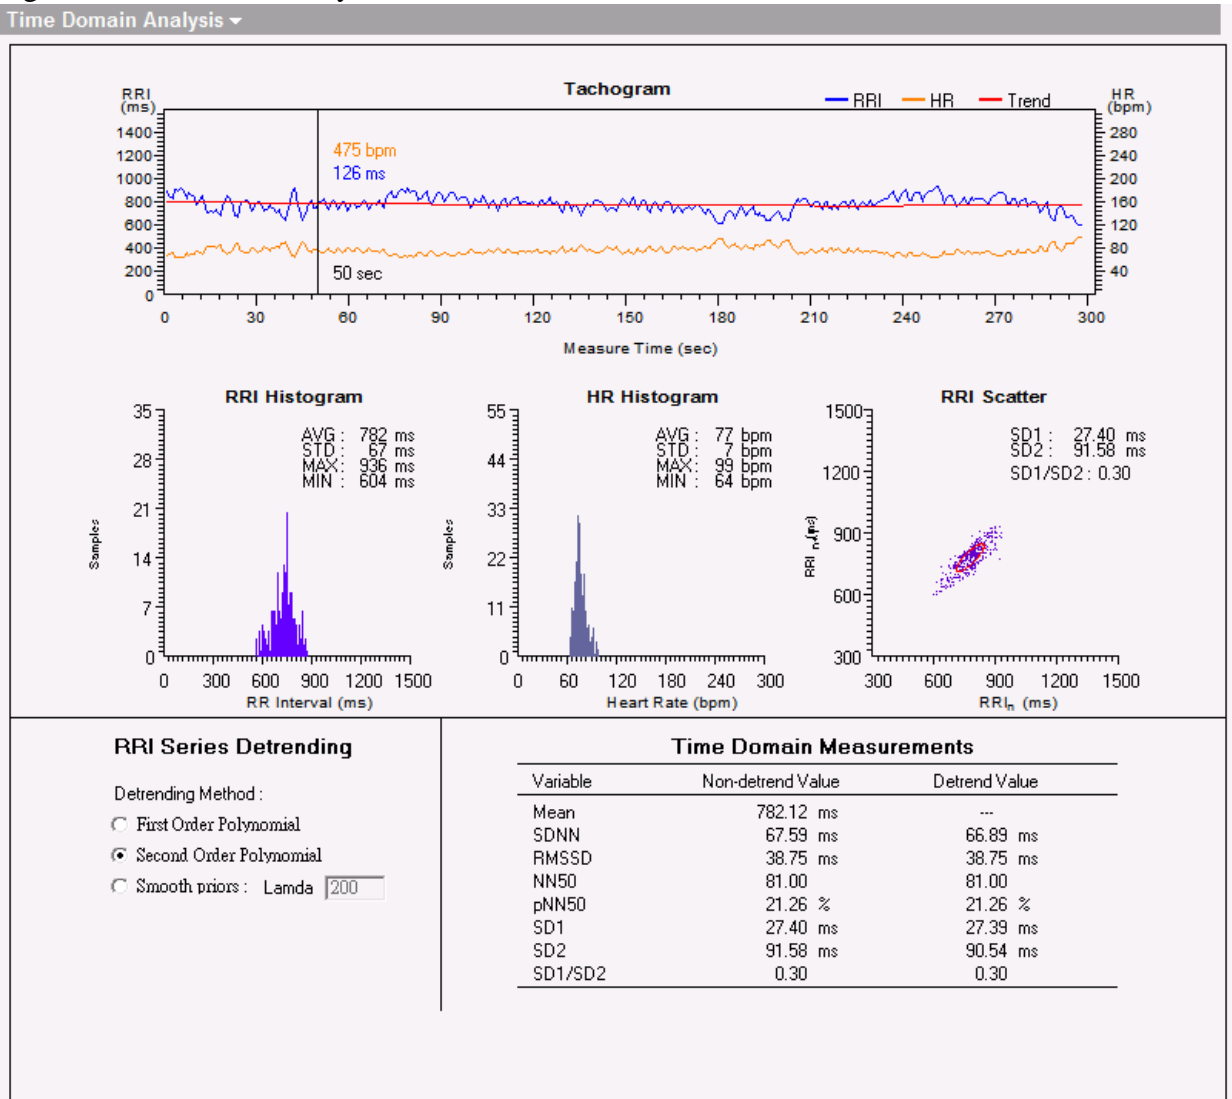 Time Domain Analysis
Tachogram
RRI
(ms)
RRI HR Trend
HR
(bpm)
1400
1200
1000
800
600
400
200
0
475 bpm
126 ms
50 sec
280
240
200
160
120
80
40
0 30 60 90 120 150 180 210 240 270 300
Measure Time (sec)
RRI Histogram
35
28
21
14
7
0
Samples
AVG : 782 ms
STD : 67 ms
MAX : 936 ms
MIN : 604 ms
0 300 600 900 1200 1500
RR Interval (ms)
HR Histogram
55
44
33
22
11
0
Samples
AVG : 77 bpm
STD : 7 bpm
MAX : 99 bpm
MIN : 64 bpm
0 60 120 180 240 300
Heart Rate (bpm)
RRI Scatter
1500
1200
900
600
300
RRI n+1 (ms)
SD1 : 27.40 ms
SD2 : 91.58 ms
SD1/SD2 : 0.30
300 600 900 1200 1500
RRIn (ms)
RRI Series Detrending
Detrending Method :
First Order Polynomial
Second Order Polynomial
Smooth priors : Lamda 200
Time Domain Measurements
Variable Non-detrend Value Detrend Value
Mean 782.12 ms ---
SDNN 67.59 ms 66.89 ms
RMSSD 38.75 ms 38.75 ms
NN50 81.00 81.00
pNN50 21.26 % 21.26 %
SD1 27.40 ms 27.39 ms
SD2 91.58 ms 90.54 ms
SD1/SD2 0.30 0.30